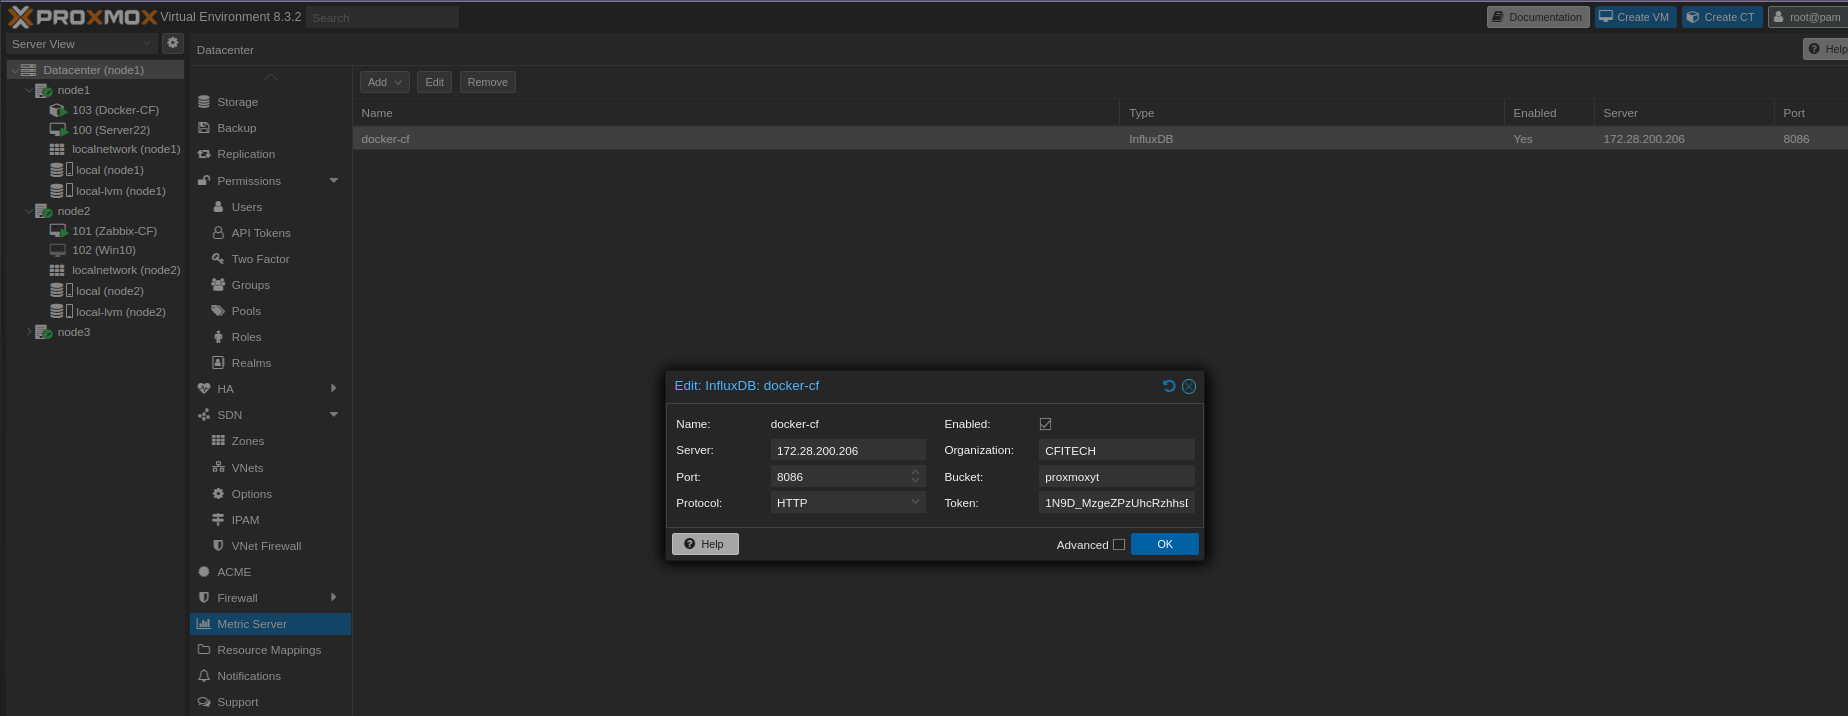 PROXMOX Virtual Environment 8.3.2 Search Documentation Create VM Create CT root@pam
Server View
Datacenter Help
Datacenter (node1)
node1
103 (Docker-CF)
100 (Server22)
localnetwork (node1)
local (node1)
local-lvm (node1)
node2
101 (Zabbix-CF)
102 (Win10)
localnetwork (node2)
local (node2)
local-lvm (node2)
node3
Storage
Backup
Replication
Permissions
Users
API Tokens
Two Factor
Groups
Pools
Roles
Realms
HA
SDN
Zones
VNets
Options
IPAM
VNet Firewall
ACME
Firewall
Metric Server
Resource Mappings
Notifications
Support
Add Edit Remove
Name Type Enabled Server Port
docker-cf InfluxDB Yes 172.28.200.206 8086
Edit: InfluxDB: docker-cf
Name: docker-cf Enabled:
Server: 172.28.200.206 Organization: CFITECH
Port: 8086 Bucket: proxmoxyt
Protocol: HTTP Token: 1N9D_MzgeZPzUhcRzhhs
Help Advanced OK